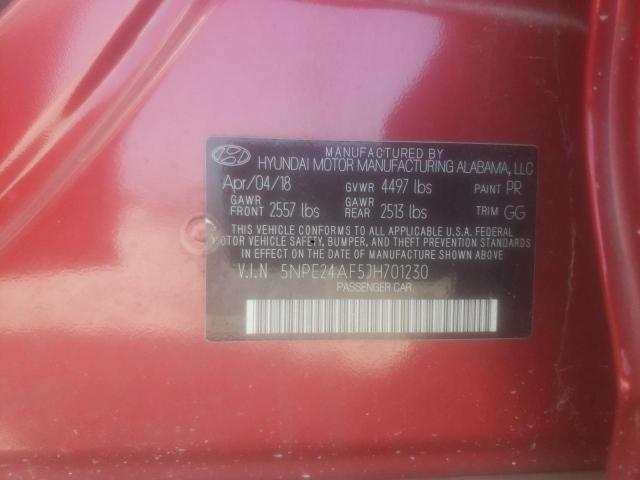 MANUFACTURED BY
HYUNDAI MOTOR MANUFACTURING ALABAMA, LLC
Apr/04/18 GVWR 4497 lbs PAINT PR
GAWR FRONT 2557 lbs GAWR REAR 2513 lbs TRIM GG
THIS VEHICLE CONFORMS TO ALL APPLICABLE U.S.A. FEDERAL
MOTOR VEHICLE SAFETY, BUMPER, AND THEFT PREVENTION STANDARDS
IN EFFECT ON THE DATE OF MANUFACTURE SHOWN ABOVE.
V.I.N 5NPE24AF5JH701230
PASSENGER CAR